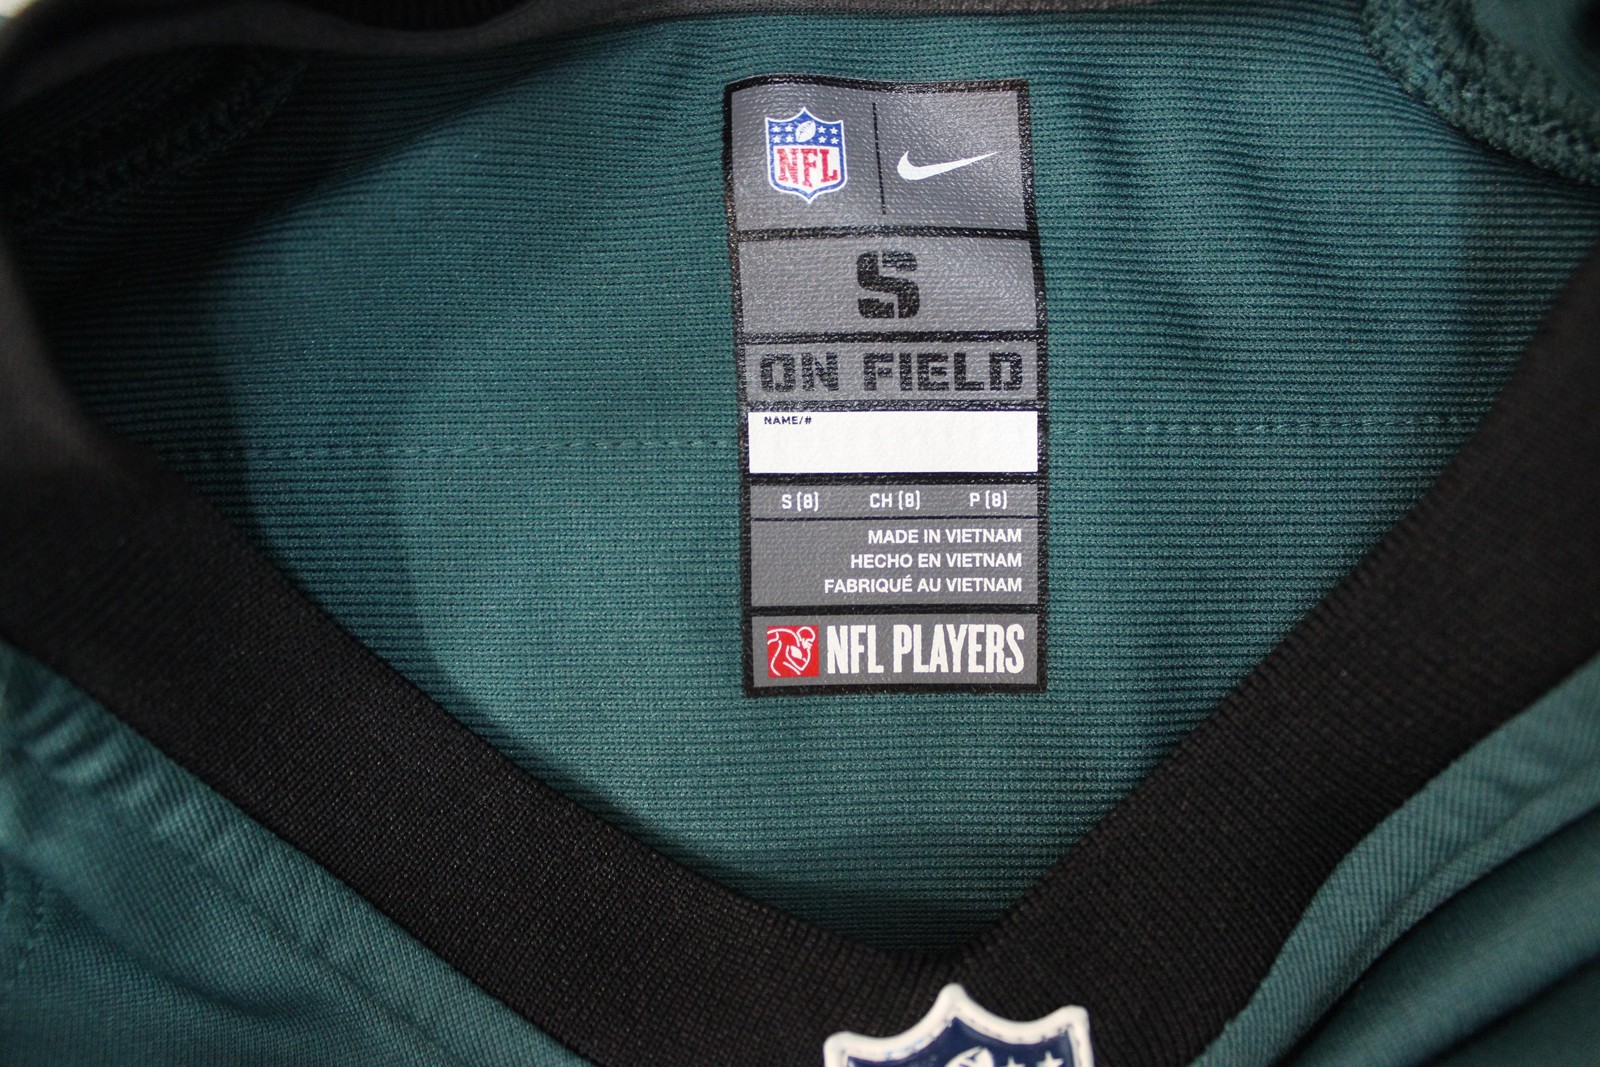 NFL
S
ON FIELD
NAME/#
S (8) CH (8) P (8)
MADE IN VIETNAM
HECHO EN VIETNAM
FABRIQUÉ AU VIETNAM
NFL PLAYERS